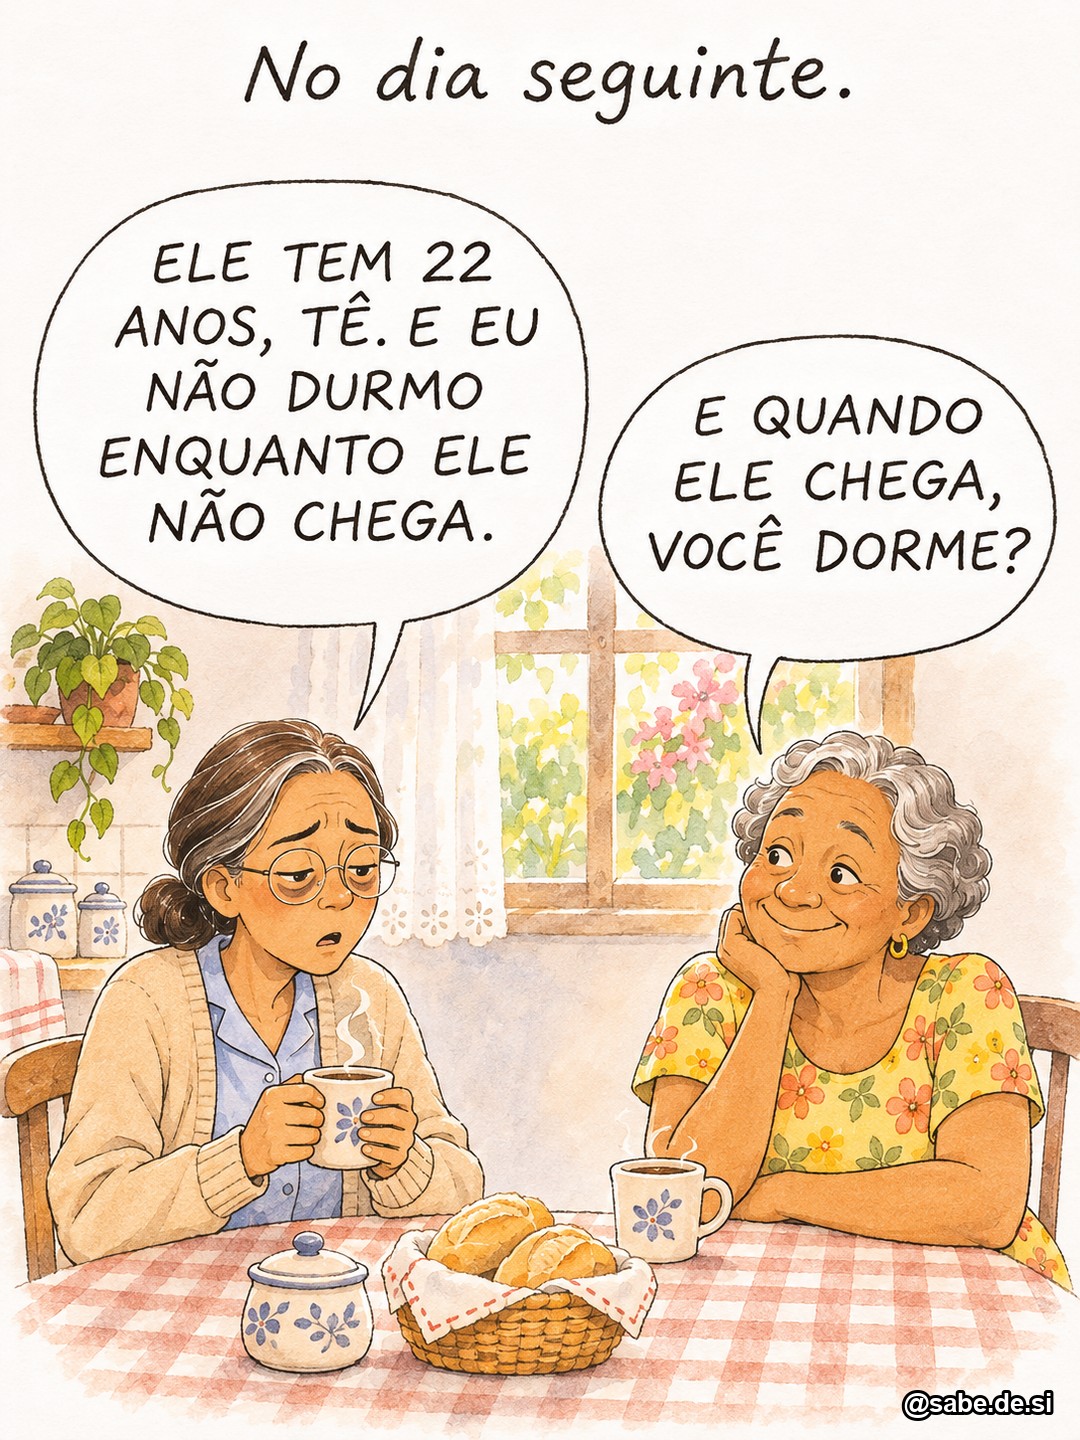 No dia seguinte.
ELE TEM 22
ANOS, TÊ. E EU
NÃO DURMO
ENQUANTO ELE
NÃO CHEGA.
E QUANDO
ELE CHEGA,
VOCÊ DORME?
@sabe.de.si